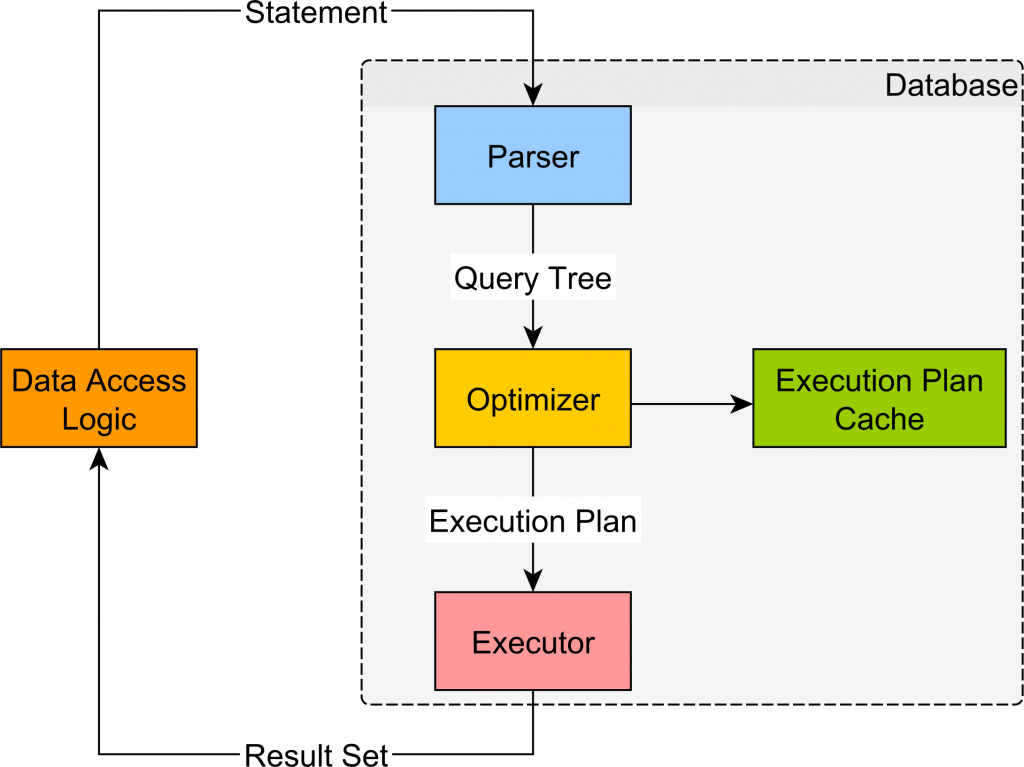 Statement
Database
Parser
Query Tree
Data Access
Logic
Optimizer
Execution Plan
Cache
Execution Plan
Executor
Result Set